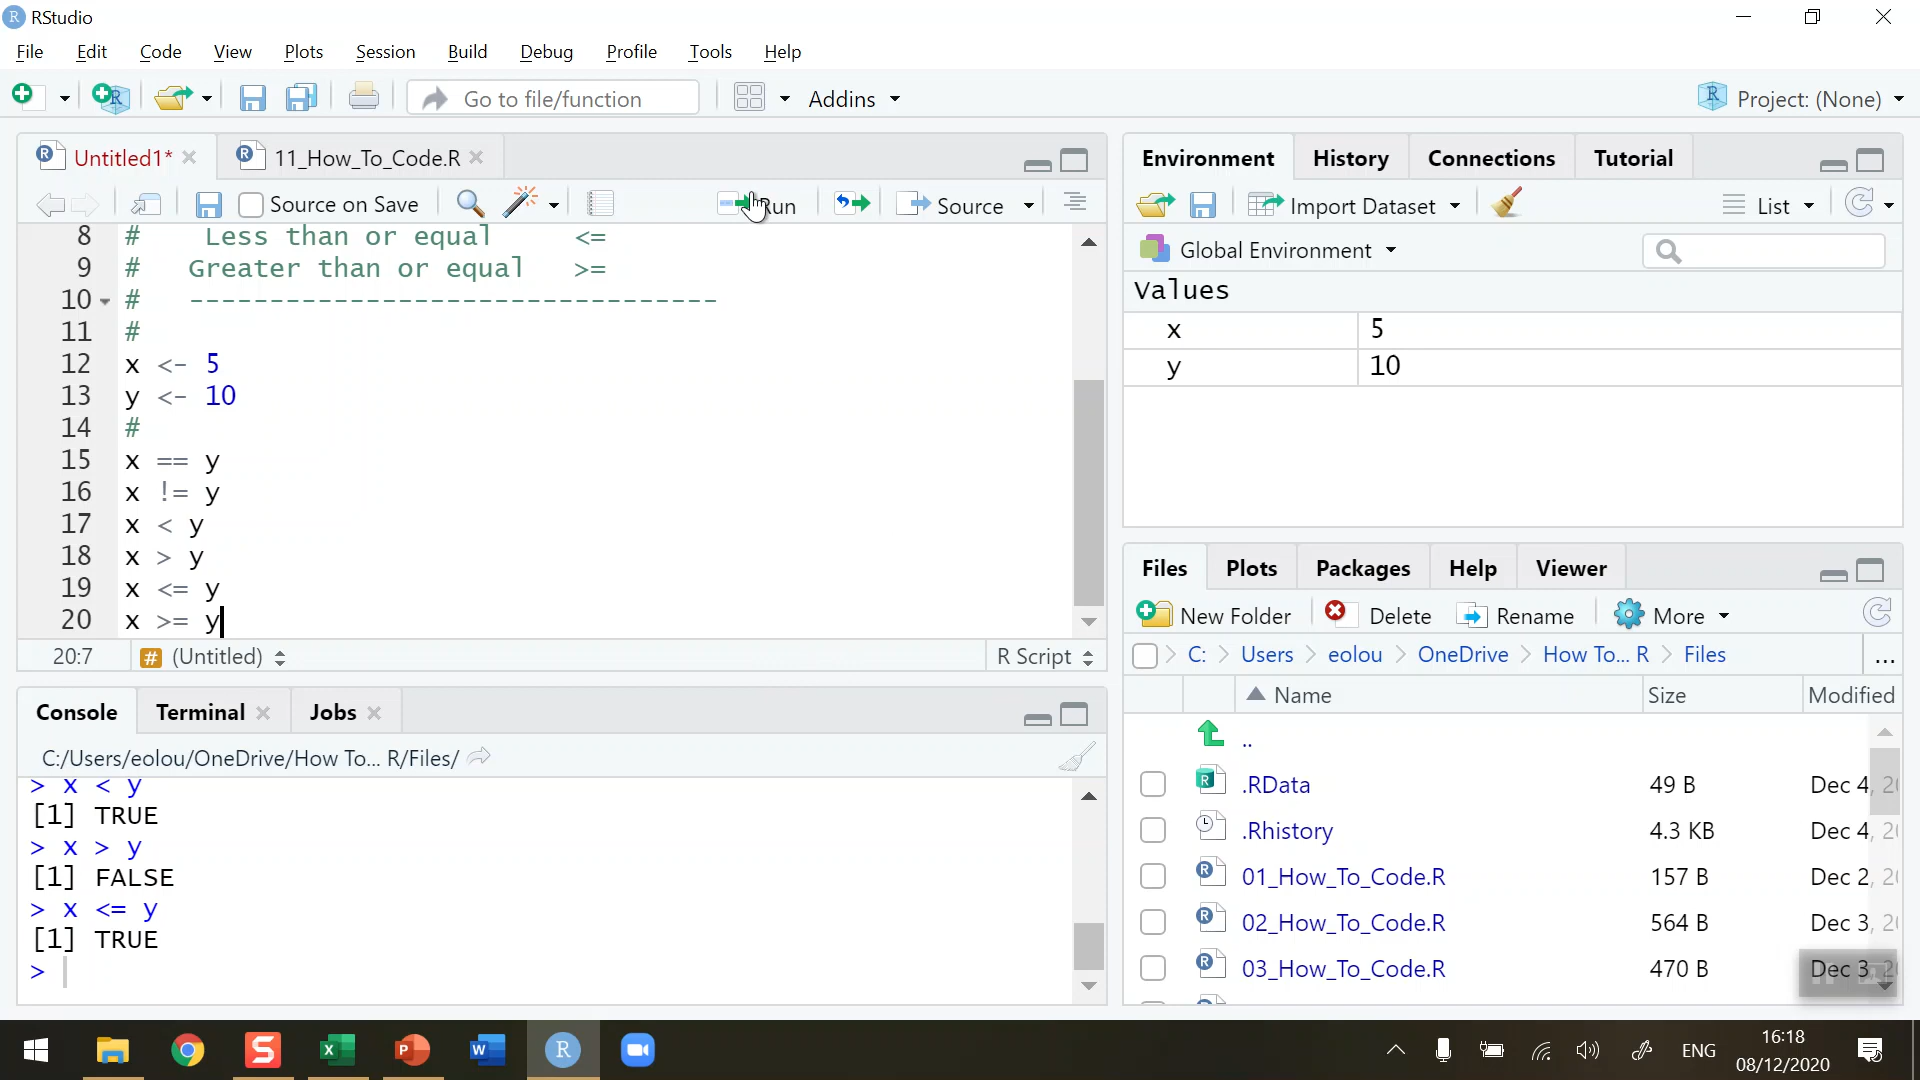 RStudio
File Edit Code View Plots Session Build Debug Profile Tools Help
Go to file/function Addins Project: (None)
Untitled1* 11_How_To_Code.R
Source on Save Run Source
8 # Less than or equal <=
9 # Greater than or equal >=
10 # ---------------------------------
11 #
12 x <- 5
13 y <- 10
14 #
15 x == y
16 x != y
17 x < y
18 x > y
19 x <= y
20 x >= y
20:7 # (Untitled) R Script
Console Terminal Jobs
C:/Users/eolou/OneDrive/How To... R/Files/
> x < y
[1] TRUE
> x > y
[1] FALSE
> x <= y
[1] TRUE
>
Environment History Connections Tutorial
Import Dataset List
Global Environment
Values
x 5
y 10
Files Plots Packages Help Viewer
New Folder Delete Rename More
C: > Users > eolou > OneDrive > How To... R > Files ...
Name Size Modified
..
.RData 49 B Dec 4,
.Rhistory 4.3 KB Dec 4,
01_How_To_Code.R 157 B Dec 2,
02_How_To_Code.R 564 B Dec 3,
03_How_To_Code.R 470 B Dec 3,
ENG 16:18
08/12/2020